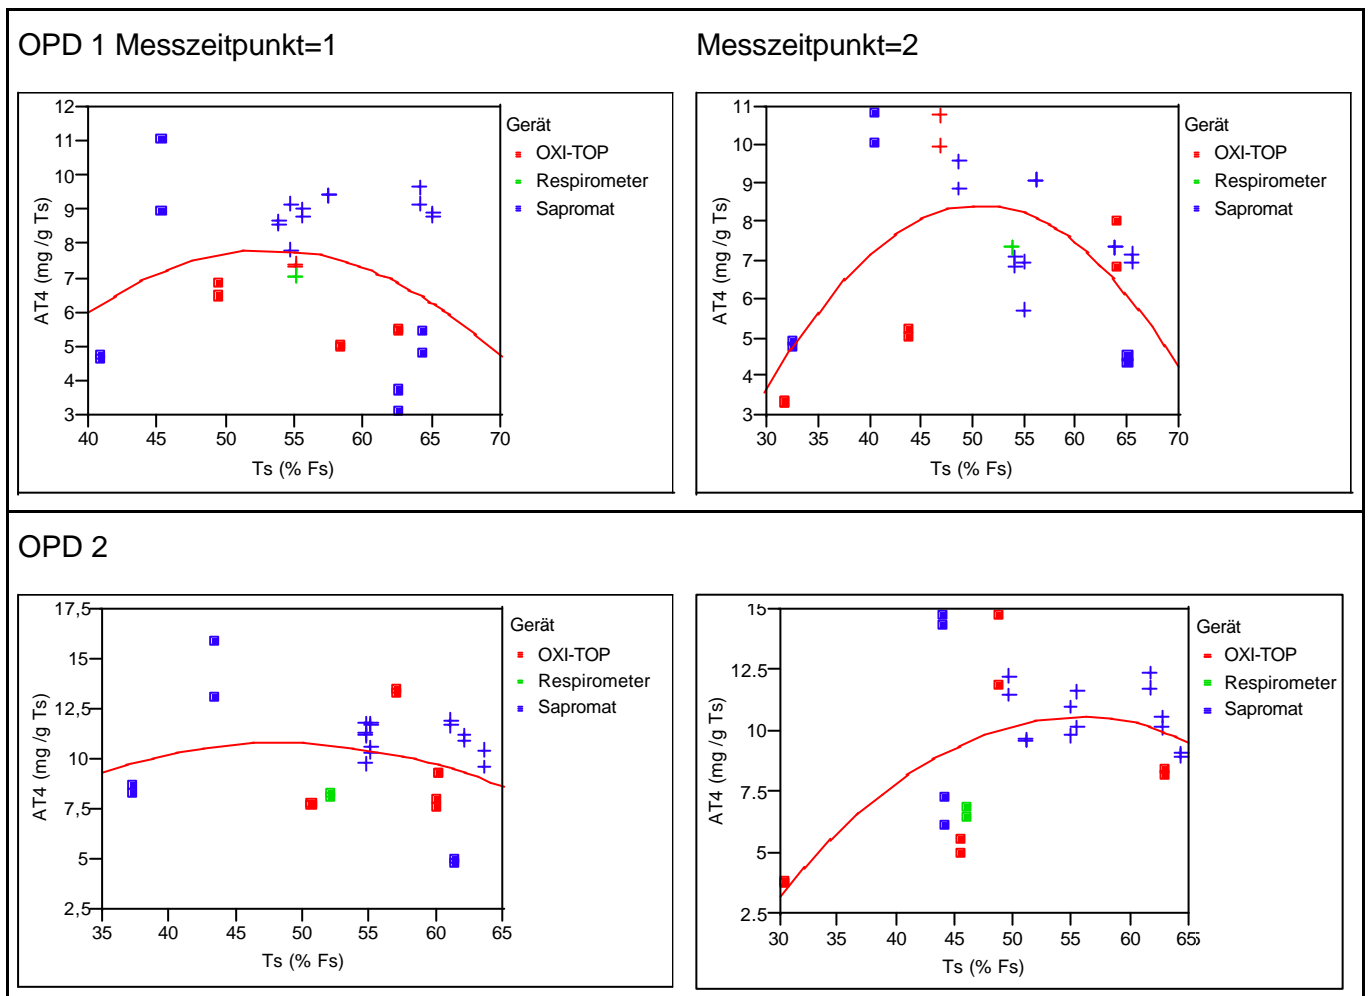 OPD 1 Messzeitpunkt=1
Messzeitpunkt=2
12
11
10
9
8
7
6
5
4
3
AT4 (mg /g Ts)
40 45 50 55 60 65 70
Ts (% Fs)
Gerät
OXI-TOP
Respirometer
Sapromat
11
10
9
8
7
6
5
4
3
AT4 (mg /g Ts)
30 35 40 45 50 55 60 65 70
Ts (% Fs)
Gerät
OXI-TOP
Respirometer
Sapromat
OPD 2
17,5
15
12,5
10
7,5
5
2,5
AT4 (mg /g Ts)
35 40 45 50 55 60 65
Ts (% Fs)
Gerät
OXI-TOP
Respirometer
Sapromat
15
12.5
10
7.5
5
2.5
AT4 (mg /g Ts)
30 35 40 45 50 55 60 65
Ts (% Fs)
Gerät
OXI-TOP
Respirometer
Sapromat